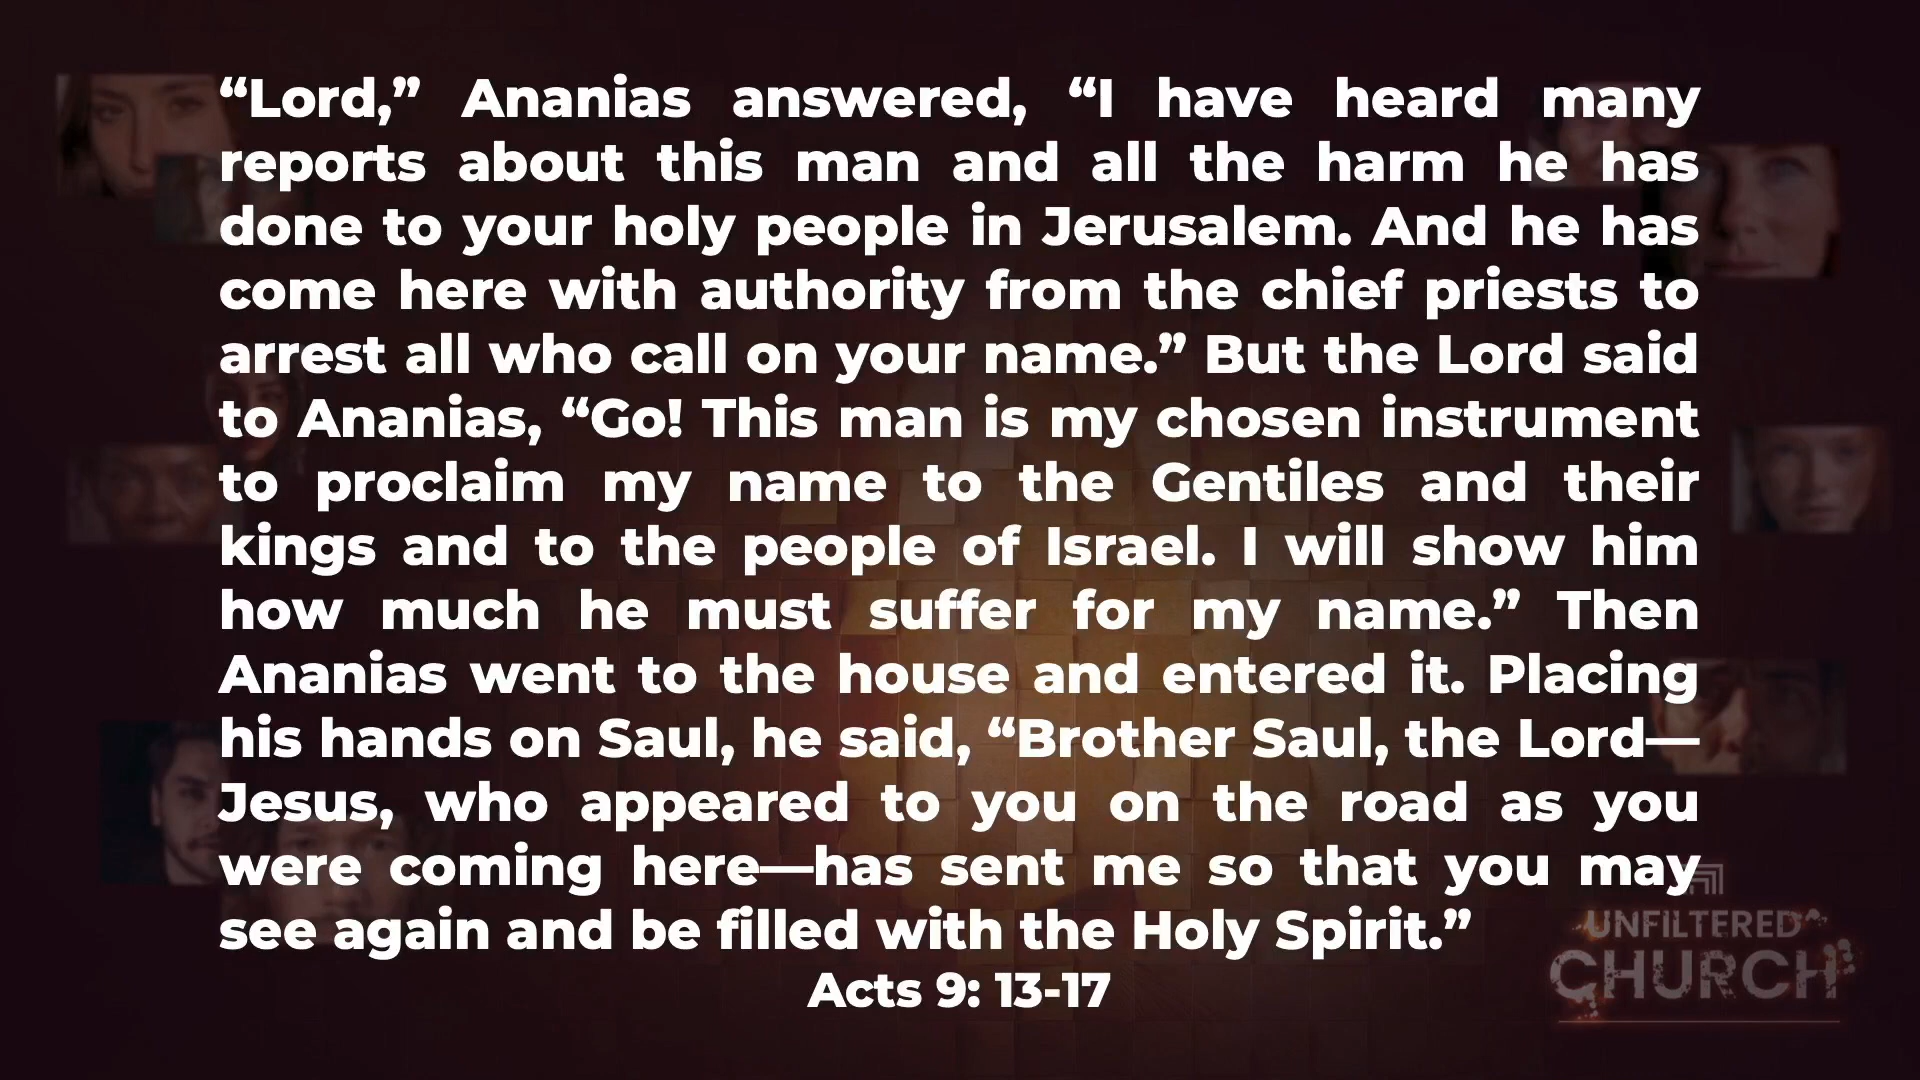 “Lord,” Ananias answered, “I have heard many
reports about this man and all the harm he has
done to your holy people in Jerusalem. And he has
come here with authority from the chief priests to
arrest all who call on your name.” But the Lord said
to Ananias, “Go! This man is my chosen instrument
to proclaim my name to the Gentiles and their
kings and to the people of Israel. I will show him
how much he must suffer for my name.” Then
Ananias went to the house and entered it. Placing
his hands on Saul, he said, “Brother Saul, the Lord—
Jesus, who appeared to you on the road as you
were coming here—has sent me so that you may
see again and be filled with the Holy Spirit.”
Acts 9: 13-17
UNFILTERED
CHURCH